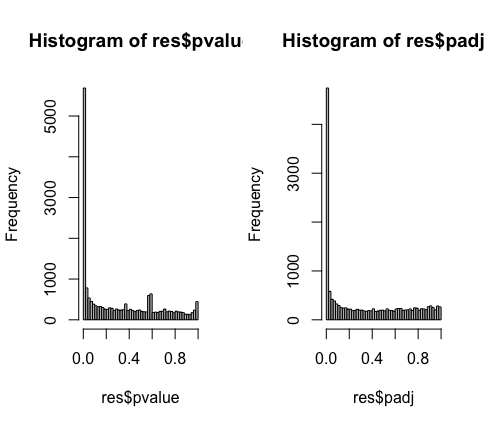 Histogram of res$pvalu
Frequency
5000
3000
1000
0
0.0 0.4 0.8
res$pvalue
Histogram of res$padj
Frequency
3000
1000
0
0.0 0.4 0.8
res$padj